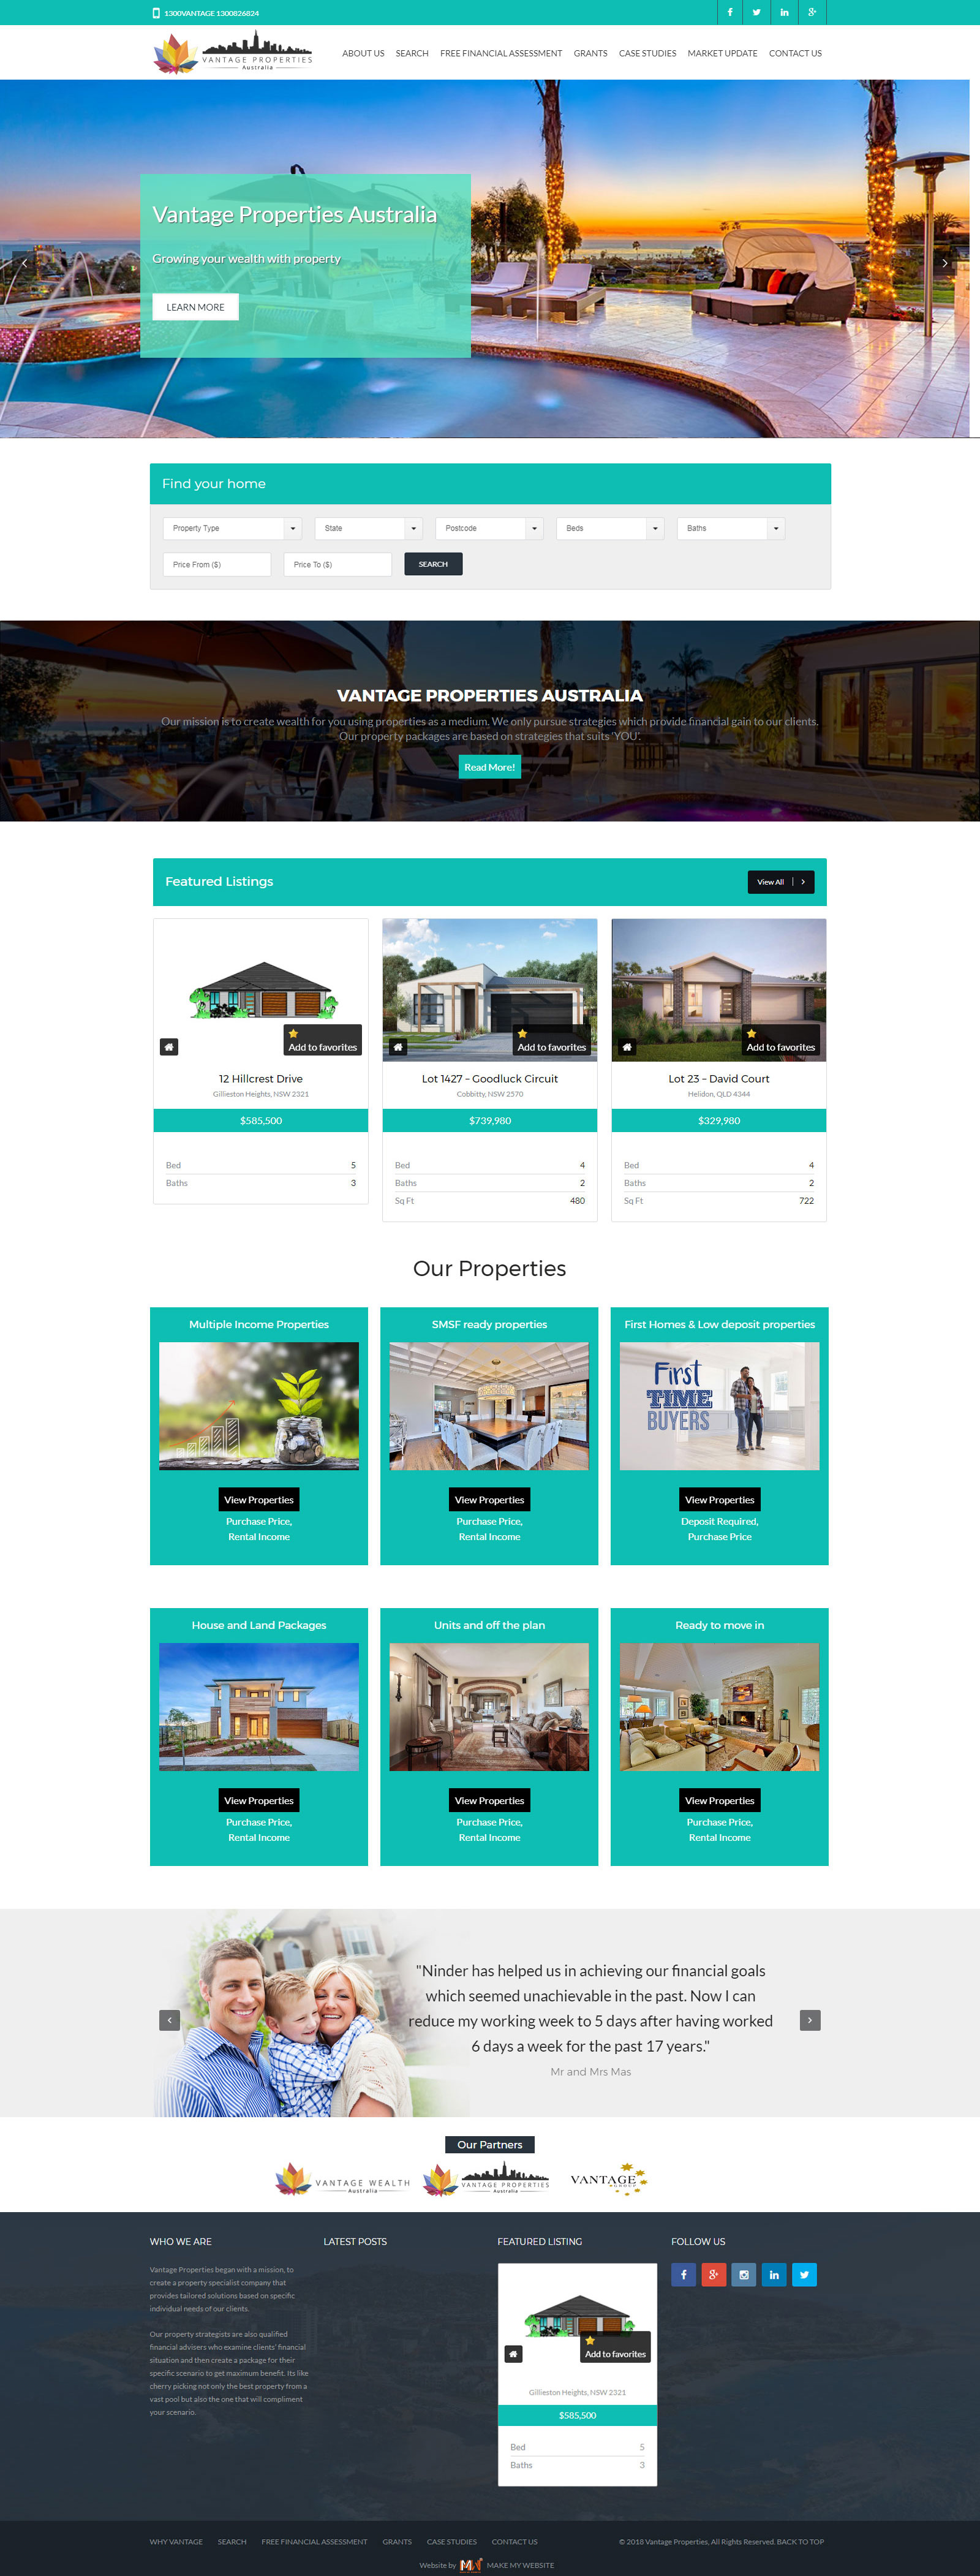 1300VANTAGE 1300826824
VANTAGE PROPERTIES
Australia
ABOUT US SEARCH FREE FINANCIAL ASSESSMENT GRANTS CASE STUDIES MARKET UPDATE CONTACT US
Vantage Properties Australia
Growing your wealth with property
LEARN MORE
Find your home
Property Type State Postcode Beds Baths
Price From ($) Price To ($) SEARCH
VANTAGE PROPERTIES AUSTRALIA
Our mission is to create wealth for you using properties as a medium. We only pursue strategies which provide financial gain to our clients.
Our property packages are based on strategies that suits 'YOU'.
Read More!
Featured Listings
View All
Add to favorites Add to favorites Add to favorites
12 Hillcrest Drive Lot 1427 – Goodluck Circuit Lot 23 – David Court
Gillieston Heights, NSW 2321 Cobbitty, NSW 2570 Helidon, QLD 4344
$585,500 $739,980 $329,980
Bed 5 Bed 4 Bed 4
Baths 3 Baths 2 Baths 2
Sq Ft 480 Sq Ft 722
Our Properties
Multiple Income Properties SMSF ready properties First Homes & Low deposit properties
First
TIME
BUYERS
View Properties View Properties View Properties
Purchase Price, Purchase Price, Deposit Required,
Rental Income Rental Income Purchase Price
House and Land Packages Units and off the plan Ready to move in
View Properties View Properties View Properties
Purchase Price, Purchase Price, Purchase Price,
Rental Income Rental Income Rental Income
"Ninder has helped us in achieving our financial goals
which seemed unachievable in the past. Now I can
reduce my working week to 5 days after having worked
6 days a week for the past 17 years."
Mr and Mrs Mas
Our Partners
VANTAGE WEALTH
Australia
VANTAGE PROPERTIES
Australia
VANTAGE
GROUP
WHO WE ARE LATEST POSTS FEATURED LISTING FOLLOW US
Vantage Properties began with a mission, to
create a property specialist company that
provides tailored solutions based on specific
individual needs of our clients.
Our property strategists are also qualified
financial advisers who examine clients' financial
situation and then create a package for their
specific scenario to get maximum benefit. Its like
cherry picking not only the best property from a
vast pool but also the one that will compliment
your scenario.
Add to favorites
Gillieston Heights, NSW 2321
$585,500
Bed 5
Baths 3
WHY VANTAGE SEARCH FREE FINANCIAL ASSESSMENT GRANTS CASE STUDIES CONTACT US
© 2018 Vantage Properties, All Rights Reserved. BACK TO TOP
Website by MAKE MY WEBSITE